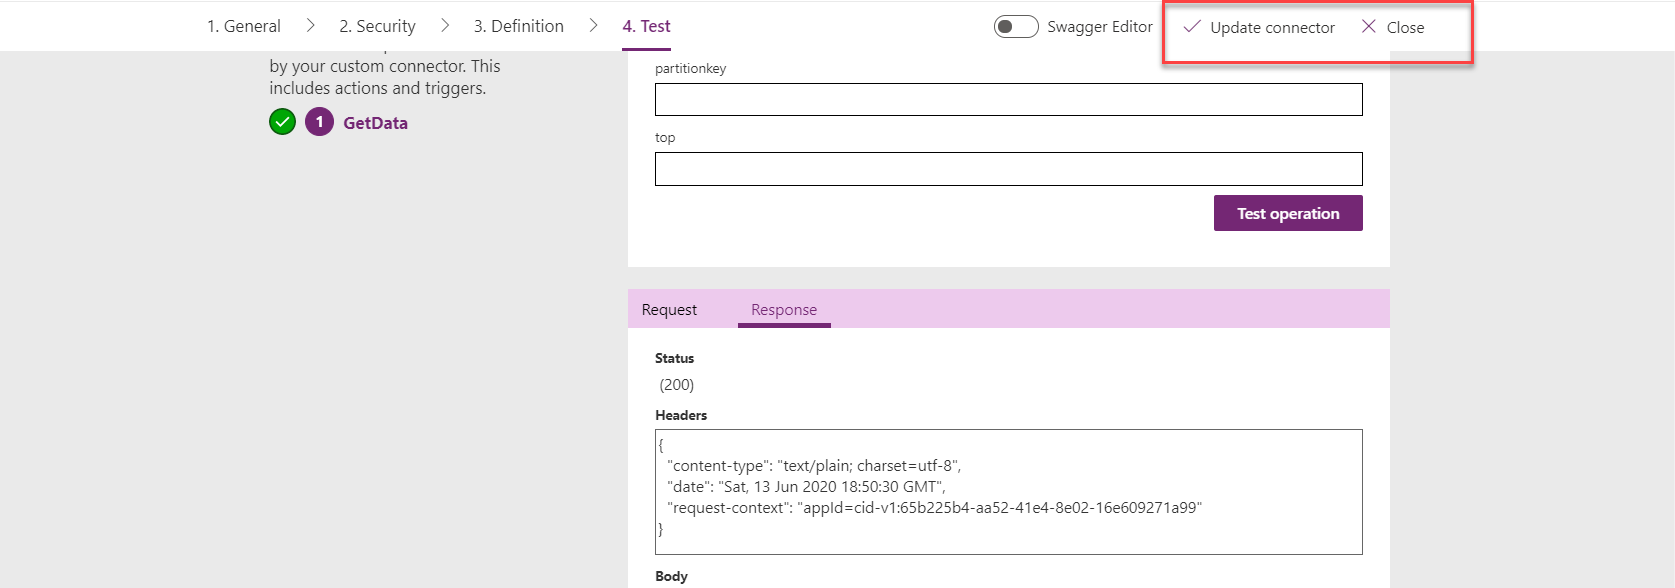 1. General
2. Security
3. Definition
4. Test
Swagger Editor
Update connector
Close
by your custom connector. This
includes actions and triggers.
1
GetData
partitionkey
top
Test operation
Request
Response
Status
(200)
Headers
{
"content-type": "text/plain; charset=utf-8",
"date": "Sat, 13 Jun 2020 18:50:30 GMT",
"request-context": "appId=cid-v1:65b225b4-aa52-41e4-8e02-16e609271a99"
}
Body